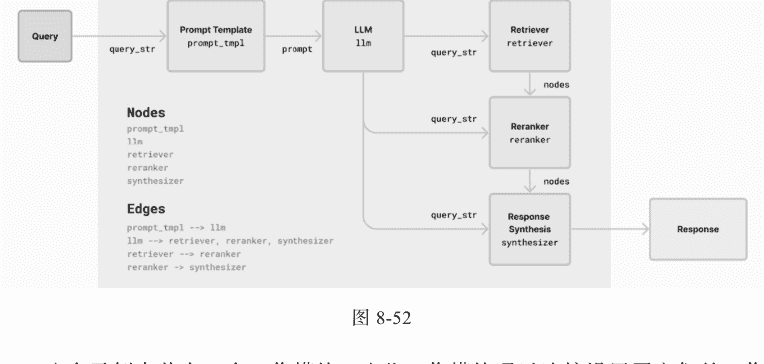 Query
query_str
Prompt Template
prompt_tmpl
prompt
LLM
llm
query_str
Retriever
retriever
nodes
query_str
Reranker
reranker
nodes
query_str
Response
Synthesis
synthesizer
Response
Nodes
prompt_tmpl
llm
retriever
reranker
synthesizer
Edges
prompt_tmpl --> llm
llm --> retriever, reranker, synthesizer
retriever --> reranker
reranker -> synthesizer
图 8-52